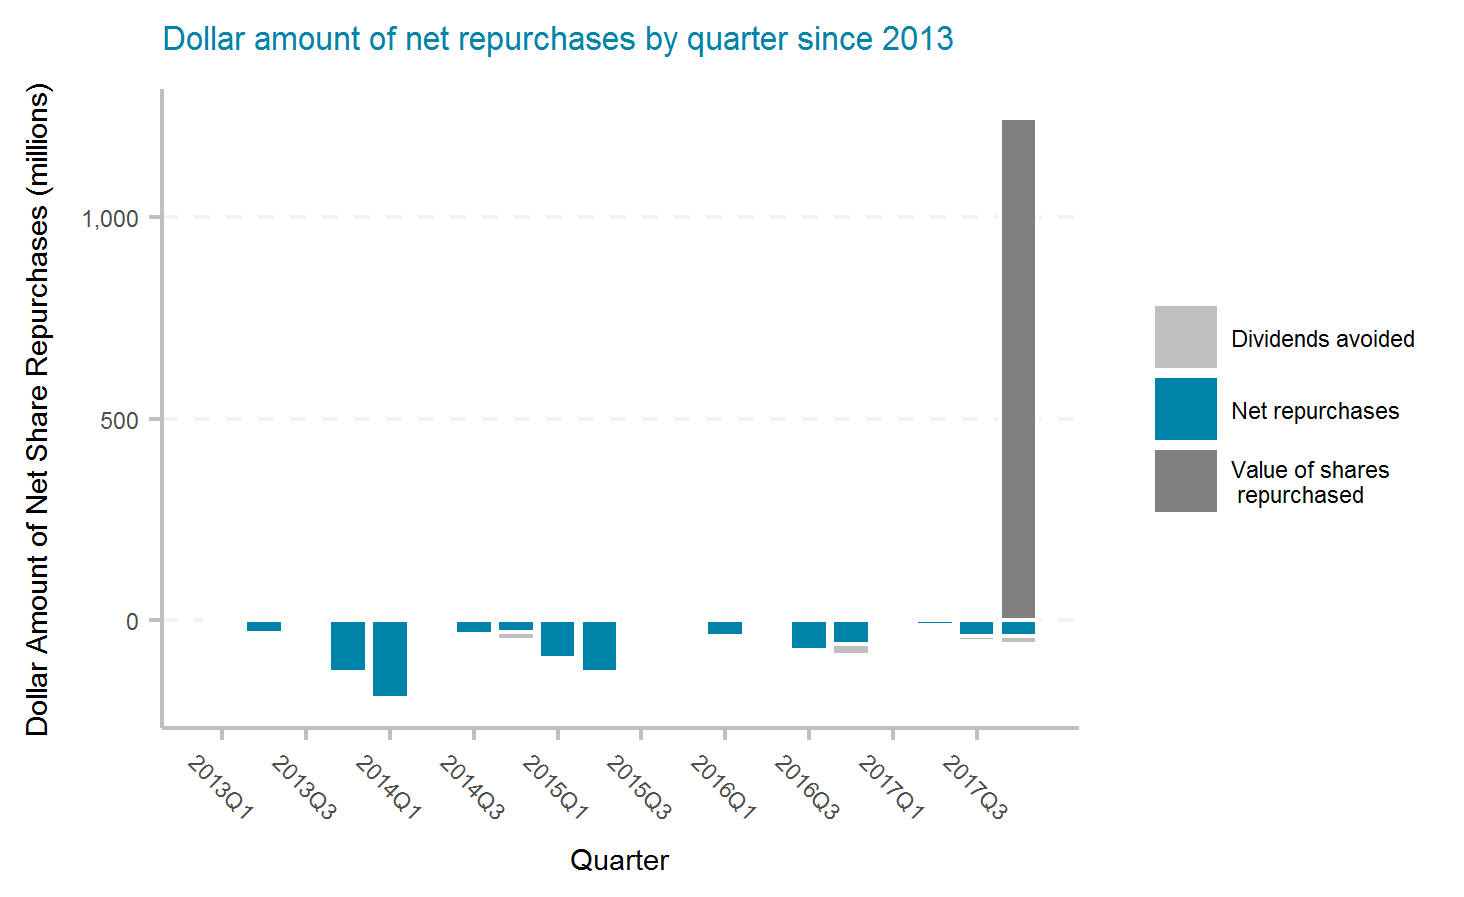 Dollar amount of net repurchases by quarter since 2013
Dollar Amount of Net Share Repurchases (millions)
1,000
500
0
2013Q1
2013Q3
2014Q1
2014Q3
2015Q1
2015Q3
2016Q1
2016Q3
2017Q1
2017Q3
Quarter
Dividends avoided
Net repurchases
Value of shares
repurchased